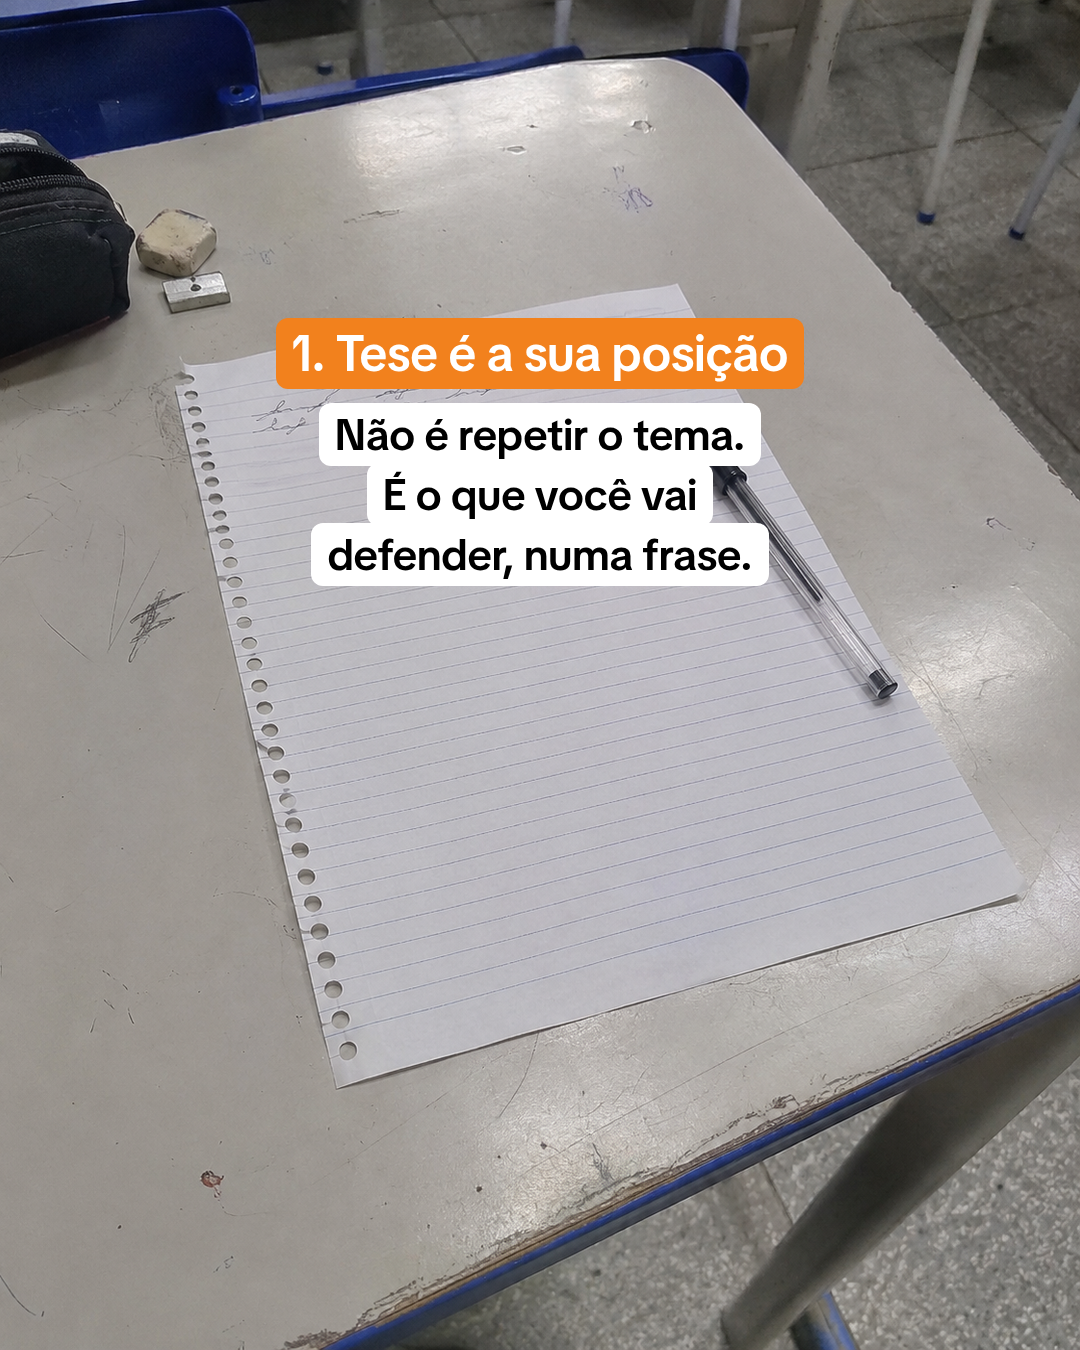 1. Tese é a sua posição
Não é repetir o tema.
É o que você vai
defender, numa frase.